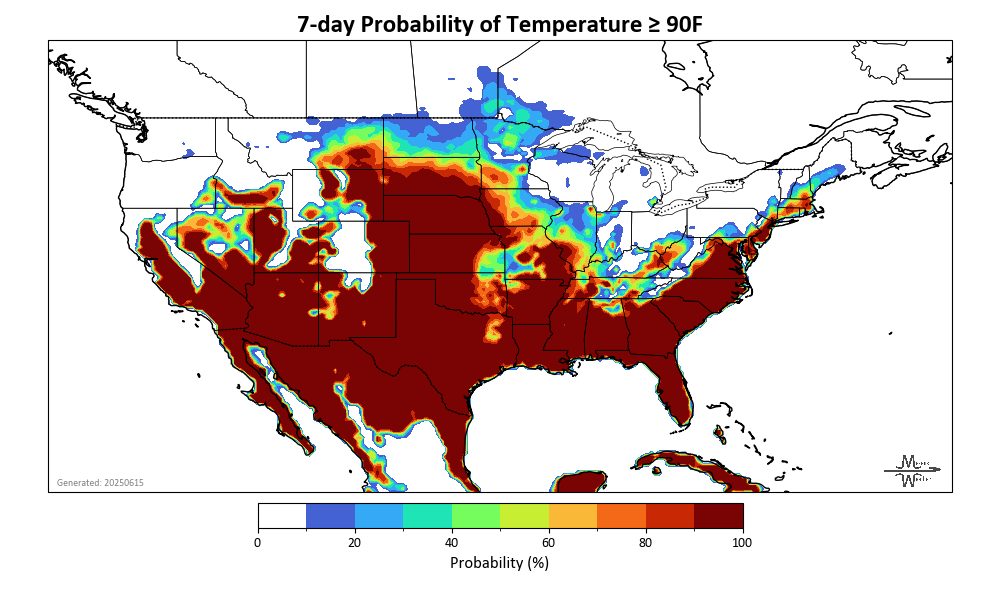 7-day Probability of Temperature ≥ 90F
Generated: 20250615
0 20 40 60 80 100
Probability (%)